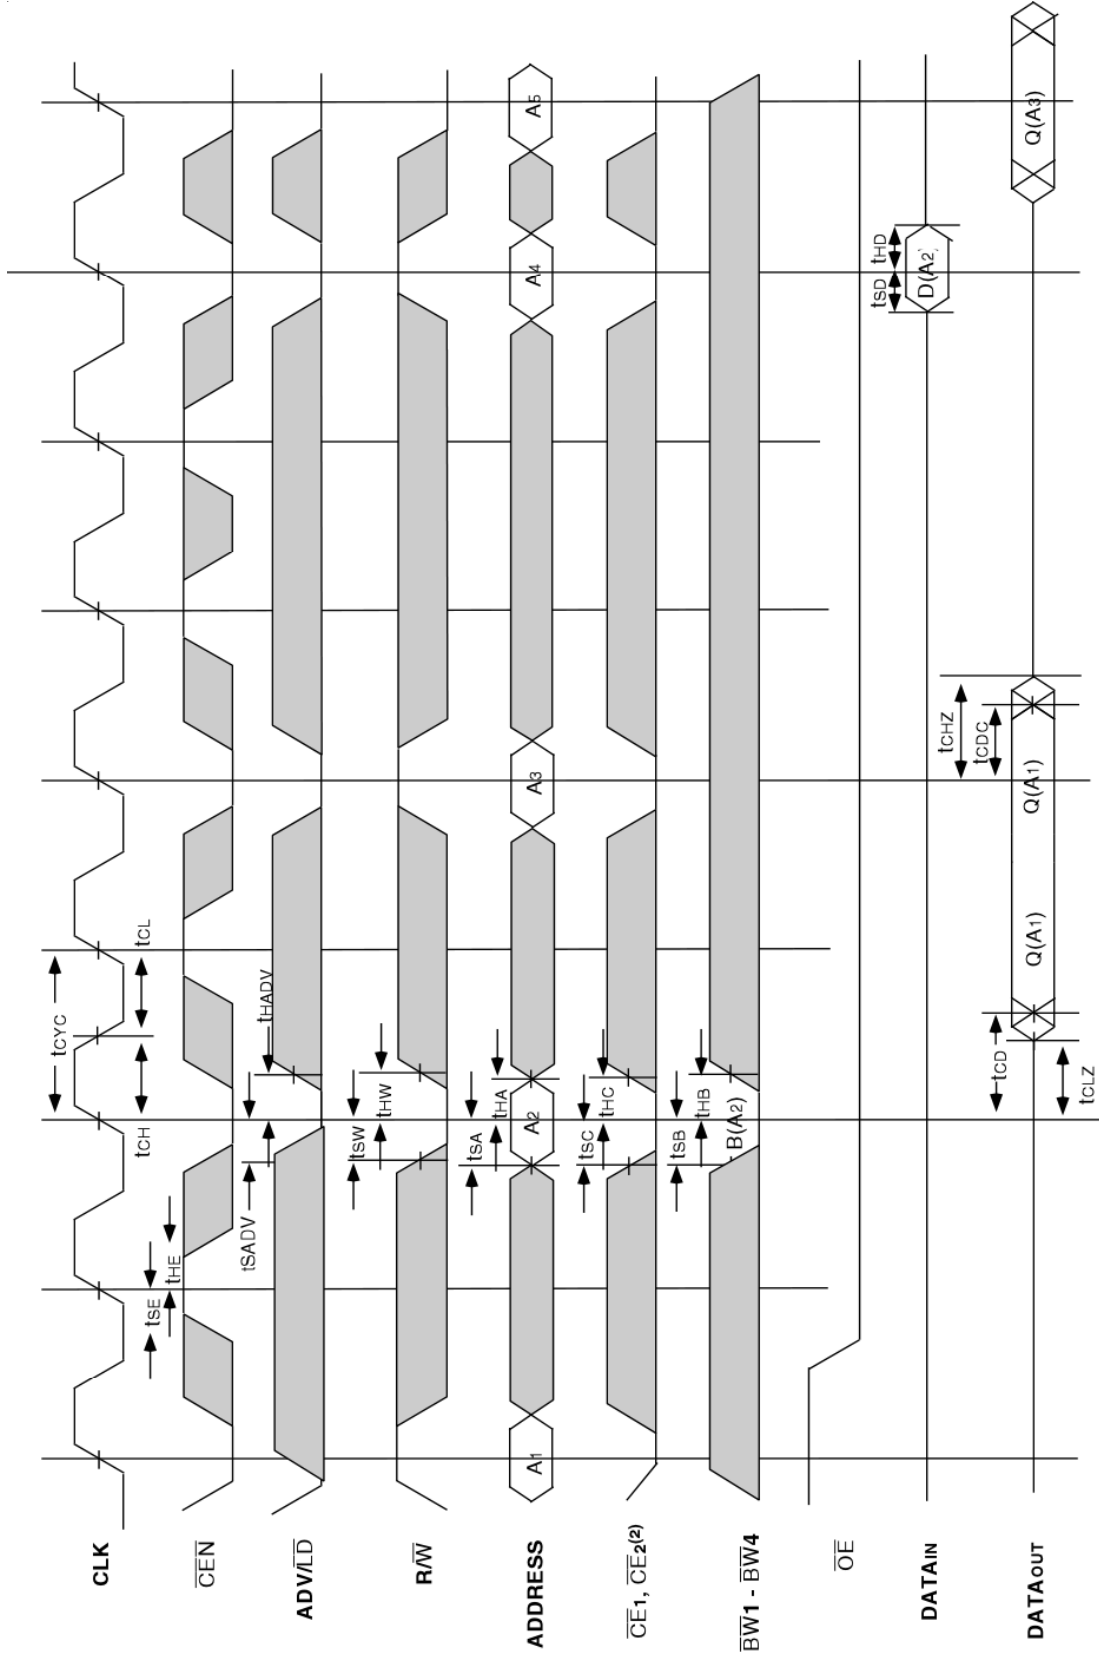 CLK
tCYC
tCH
tCL
CEN
tSE
tHE
ADV/LD
tSADV
tHADV
R/W
tSW
tHW
ADDRESS
A1
tSA
tHA
A2
A3
A4
A5
CE1, CE2(2)
tSC
tHC
BW1 - BW4
tSB
tHB
B(A2)
OE
DATAIN
tSD
tHD
D(A2)
DATAOUT
tCD
tCLZ
Q(A1)
Q(A1)
tCHZ
tCDC
Q(A3)